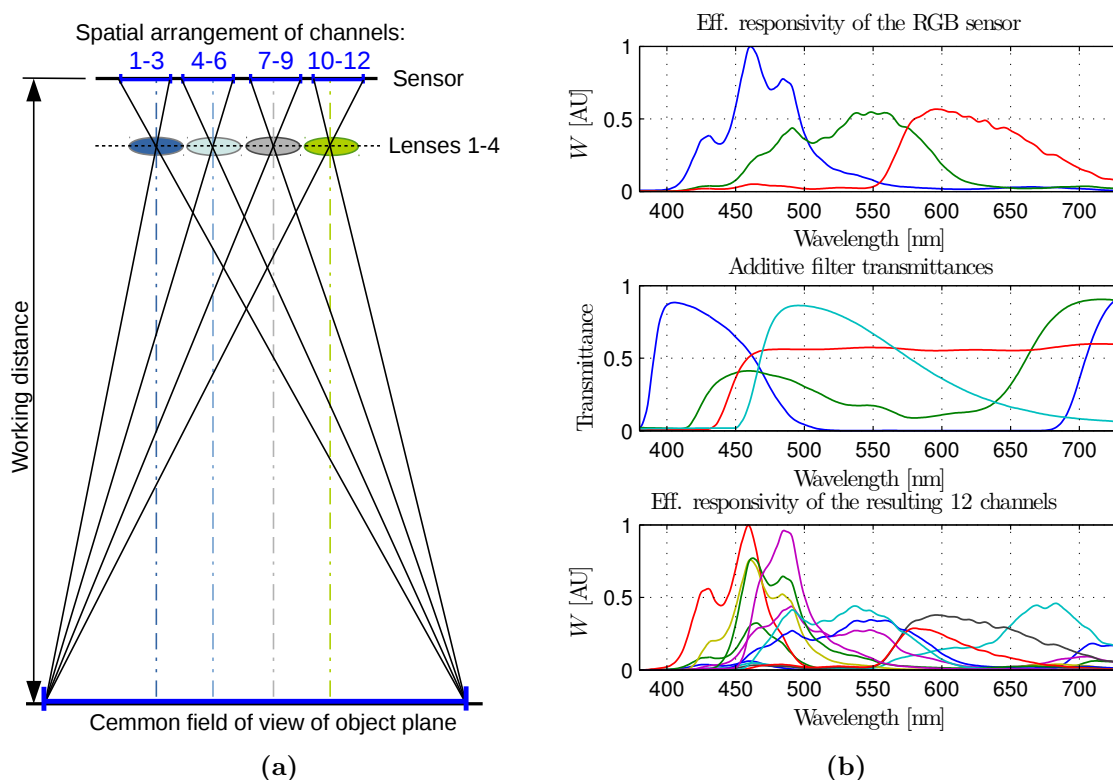 Spatial arrangement of channels:
1-3 4-6 7-9 10-12
Sensor
Lenses 1-4
Working distance
Cemmon field of view of object plane
(a)
Eff. responsivity of the RGB sensor
W [AU]
1
0.5
0
400 450 500 550 600 650 700
Wavelength [nm]
Additive filter transmittances
Transmittance
1
0.5
0
400 450 500 550 600 650 700
Wavelength [nm]
Eff. responsivity of the resulting 12 channels
W [AU]
1
0.5
0
400 450 500 550 600 650 700
Wavelength [nm]
(b)